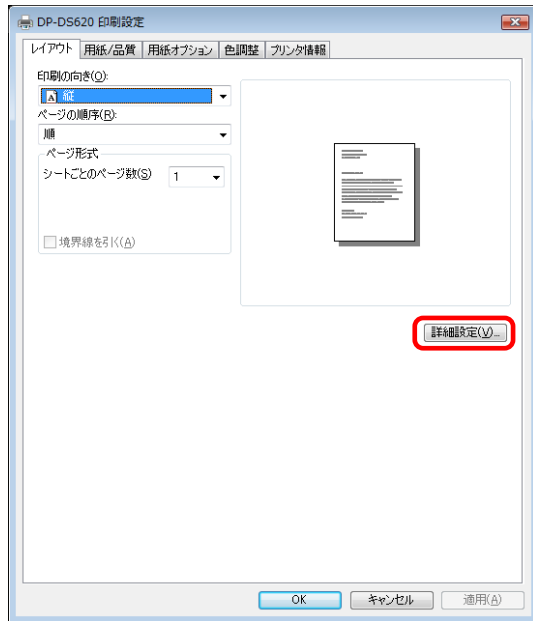 DP-DS620 印刷設定
レイアウト 用紙/品質 用紙オプション 色調整 プリンタ情報
印刷の向き(O):
縦
ページの順序(R):
順
ページ形式
シートごとのページ数(S) 1
境界線を引く(A)
詳細設定(V)...
OK キャンセル 適用(A)